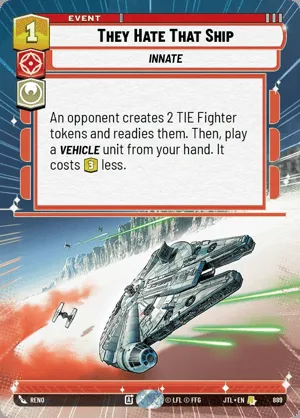 EVENT
1
THEY HATE THAT SHIP
INNATE
An opponent creates 2 TIE Fighter
tokens and readies them. Then, play
a VEHICLE unit from your hand. It
costs 3 less.
RENO
© LFL © FFG
JTL • EN
889